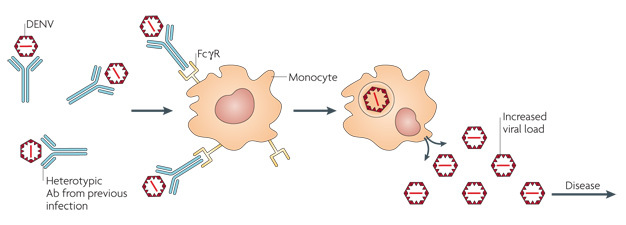 DENV
FcγR
Monocyte
Heterotypic
Ab from previous
infection
Increased
viral load
Disease